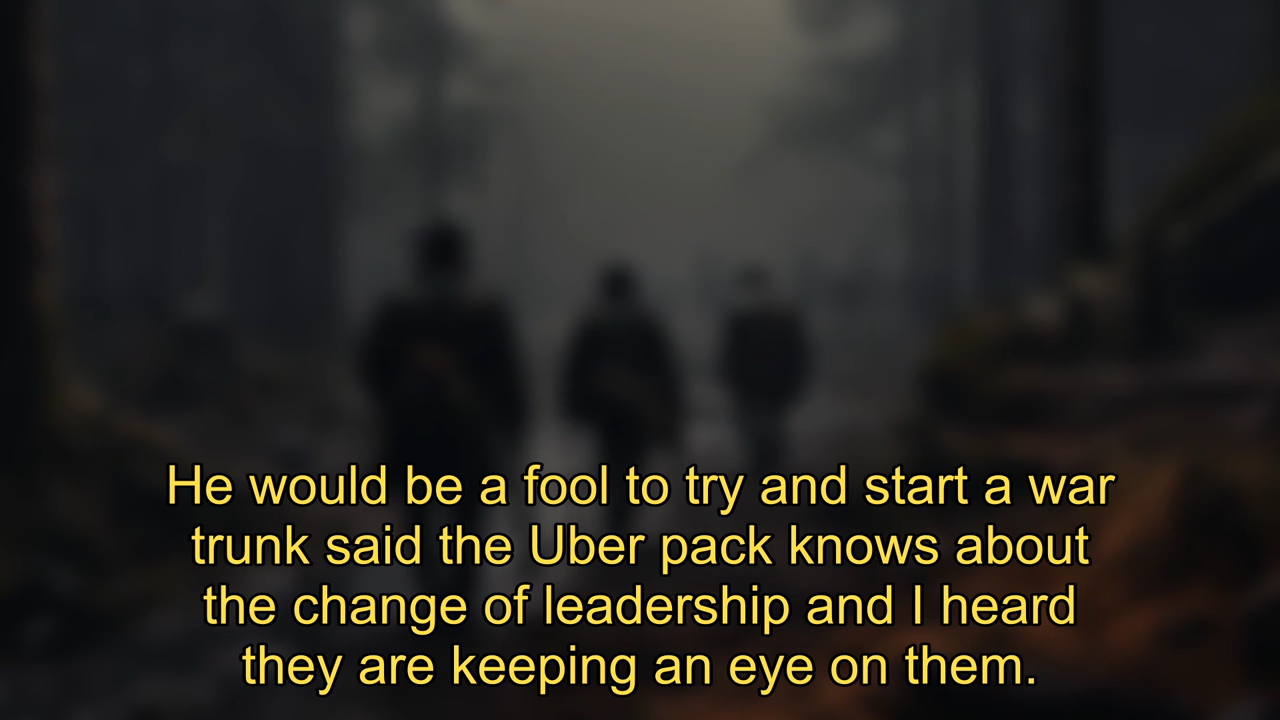 He would be a fool to try and start a war
trunk said the Uber pack knows about
the change of leadership and I heard
they are keeping an eye on them.